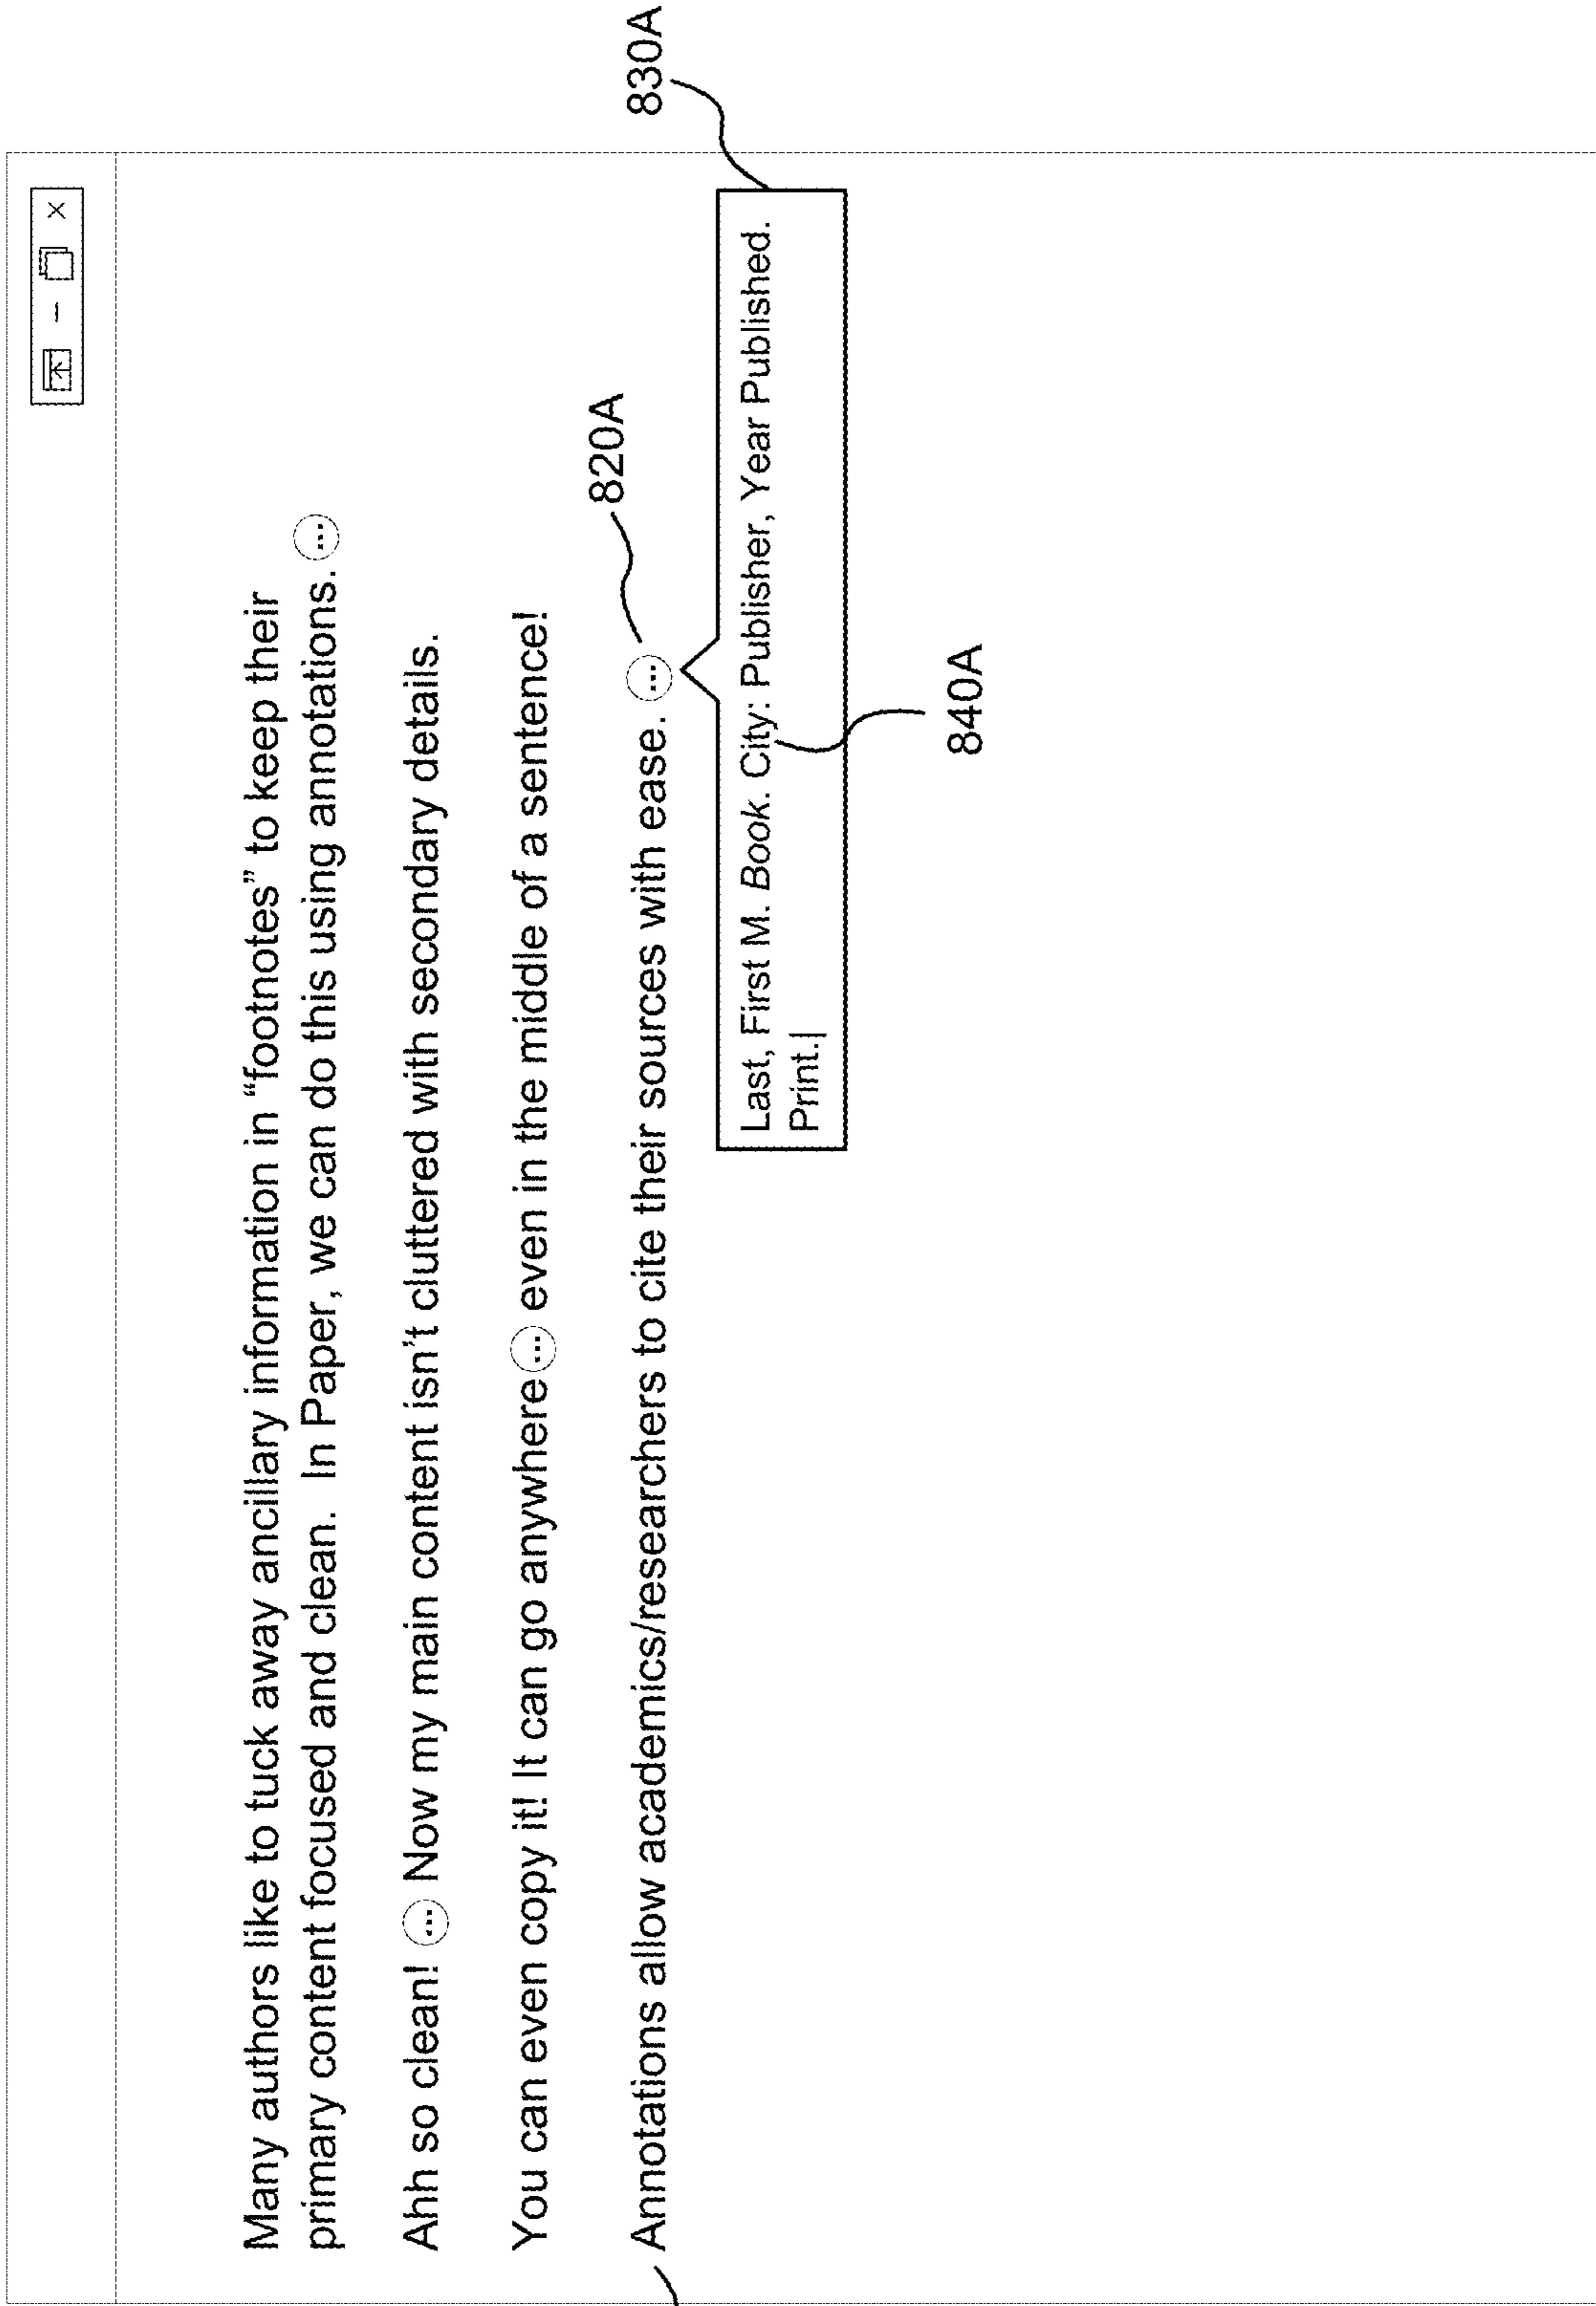 Many authors like to tuck away ancillary information in “footnotes” to keep their
primary content focused and clean.  In Paper, we can do this using annotations. ...
Ahh so clean! ... Now my main content isn't cluttered with secondary details.
You can even copy it! It can go anywhere ... even in the middle of a sentence!
820A
Annotations allow academics/researchers to cite their sources with ease. ...
830A
Last, First M. Book. City: Publisher, Year Published.
Print.|
840A